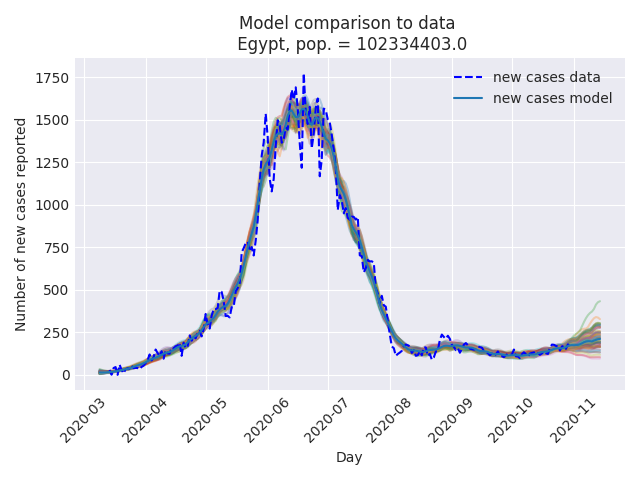 Model comparison to data
Egypt, pop. = 102334403.0
new cases data
new cases model
Number of new cases reported
1750
1500
1250
1000
750
500
250
0
2020-03
2020-04
2020-05
2020-06
2020-07
2020-08
2020-09
2020-10
2020-11
Day